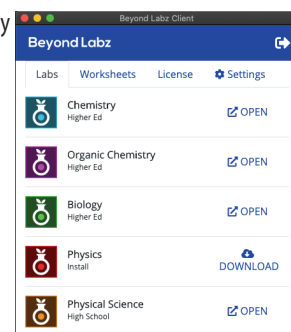 y
Beyond Labz Client
Beyond Labz
Labs Worksheets License Settings
Chemistry
Higher Ed
OPEN
Organic Chemistry
Higher Ed
OPEN
Biology
Higher Ed
OPEN
Physics
Install
DOWNLOAD
Physical Science
High School
OPEN